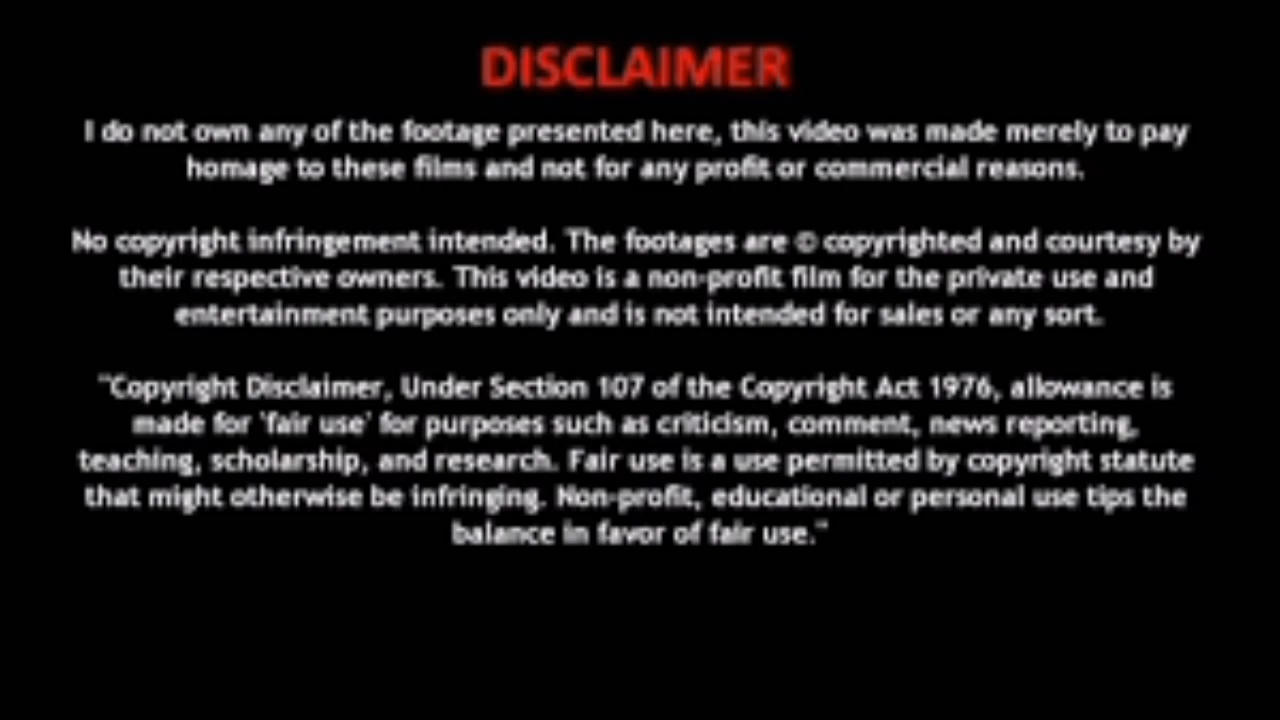 DISCLAIMER
I do not own any of the footage presented here, this video was made merely to pay
homage to these films and not for any profit or commercial reasons.
No copyright infringement intended. The footages are © copyrighted and courtesy by
their respective owners. This video is a non-profit film for the private use and
entertainment purposes only and is not intended for sales or any sort.
"Copyright Disclaimer, Under Section 107 of the Copyright Act 1976, allowance is
made for 'fair use' for purposes such as criticism, comment, news reporting,
teaching, scholarship, and research. Fair use is a use permitted by copyright statute
that might otherwise be infringing. Non-profit, educational or personal use tips the
balance in favor of fair use."